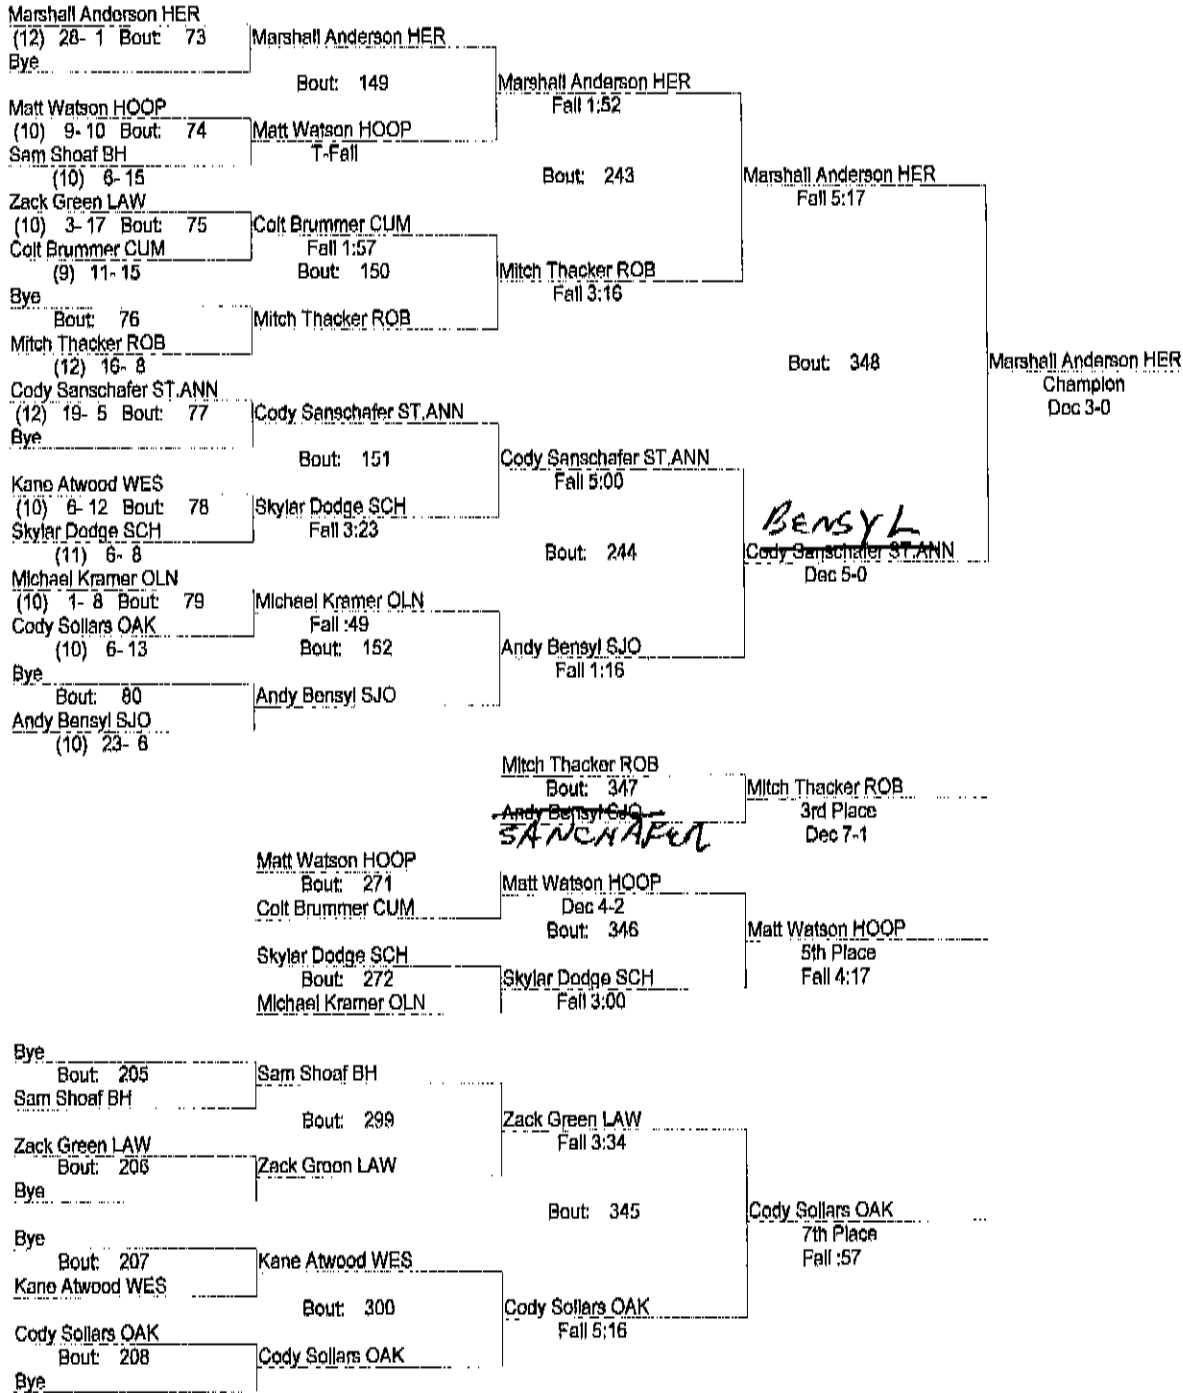 Marshall Anderson HER
(12) 28- 1 Bout: 73
Bye
Marshall Anderson HER
Bout: 149
Matt Watson HOOP
(10) 9- 10 Bout: 74
Sam Shoaf BH
(10) 6- 15
Matt Watson HOOP
T-Fall
Marshall Anderson HER
Fall 1:52
Bout: 243
Zack Green LAW
(10) 3- 17 Bout: 75
Colt Brummer CUM
(9) 11- 15
Colt Brummer CUM
Fall 1:57
Bout: 150
Bye
Bout: 76
Mitch Thacker ROB
(12) 16- 8
Mitch Thacker ROB
Mitch Thacker ROB
Fall 3:16
Marshall Anderson HER
Fall 5:17
Bout: 348
Marshall Anderson HER
Champion
Dec 3-0
Cody Sanschafer ST.ANN
(12) 19- 5 Bout: 77
Bye
Cody Sanschafer ST.ANN
Bout: 151
Kane Atwood WES
(10) 6- 12 Bout: 78
Skylar Dodge SCH
(11) 6- 8
Skylar Dodge SCH
Fall 3:23
Cody Sanschafer ST.ANN
Fall 5:00
Bout: 244
Michael Kramer OLN
(10) 1- 8 Bout: 79
Cody Sollars OAK
(10) 6- 13
Michael Kramer OLN
Fall :49
Bout: 152
Bye
Bout: 80
Andy Bensyl SJO
(10) 23- 6
Andy Bensyl SJO
Andy Bensyl SJO
Fall 1:16
BENSYL
Cody Sanschafer ST.ANN
Dec 5-0
Mitch Thacker ROB
Bout: 347
Andy Bensyl SJO
SANCHAFER
Mitch Thacker ROB
3rd Place
Dec 7-1
Matt Watson HOOP
Bout: 271
Colt Brummer CUM
Matt Watson HOOP
Dec 4-2
Bout: 346
Skylar Dodge SCH
Bout: 272
Michael Kramer OLN
Skylar Dodge SCH
Fall 3:00
Matt Watson HOOP
5th Place
Fall 4:17
Bye
Bout: 205
Sam Shoaf BH
Sam Shoaf BH
Bout: 299
Zack Green LAW
Bout: 206
Bye
Zack Green LAW
Zack Green LAW
Fall 3:34
Bout: 345
Bye
Bout: 207
Kane Atwood WES
Kane Atwood WES
Bout: 300
Cody Sollars OAK
Bout: 208
Bye
Cody Sollars OAK
Cody Sollars OAK
Fall 5:16
Cody Sollars OAK
7th Place
Fall :57